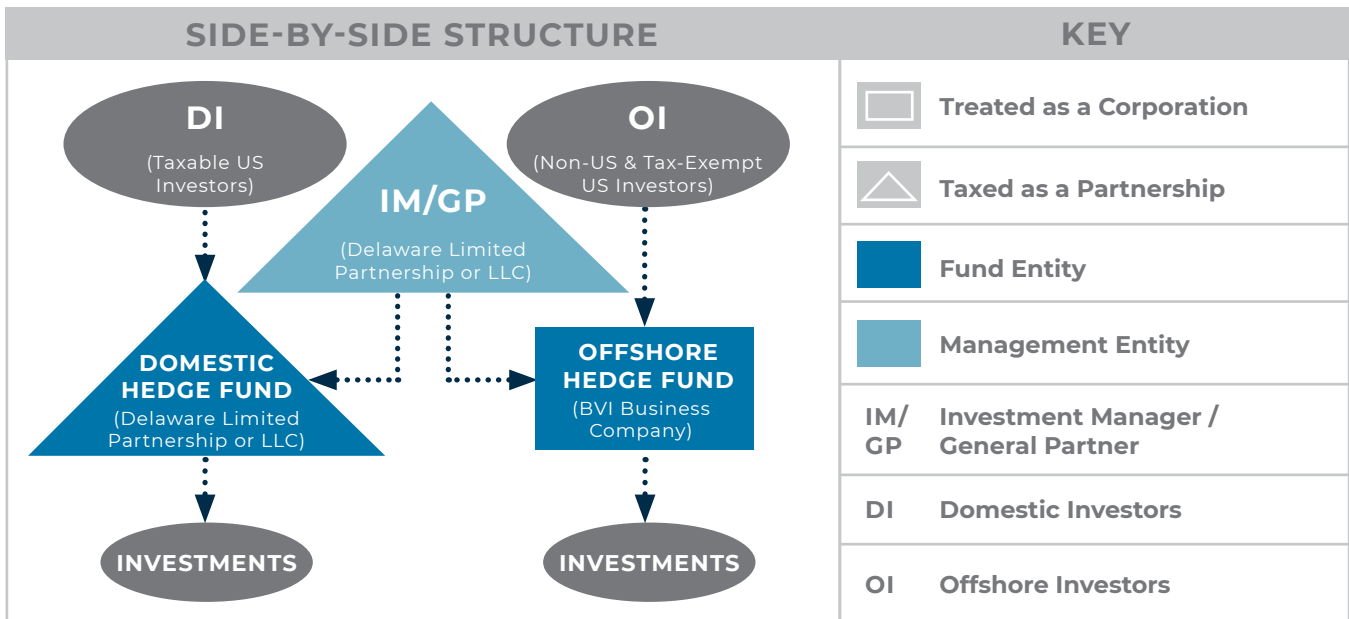 SIDE-BY-SIDE STRUCTURE
DI
(Taxable US
Investors)
IM/GP
(Delaware Limited
Partnership or LLC)
OI
(Non-US & Tax-Exempt
US Investors)
DOMESTIC
HEDGE FUND
(Delaware Limited
Partnership or LLC)
OFFSHORE
HEDGE FUND
(BVI Business
Company)
INVESTMENTS
INVESTMENTS
KEY
Treated as a Corporation
Taxed as a Partnership
Fund Entity
Management Entity
IM/ Investment Manager /
GP General Partner
DI Domestic Investors
OI Offshore Investors